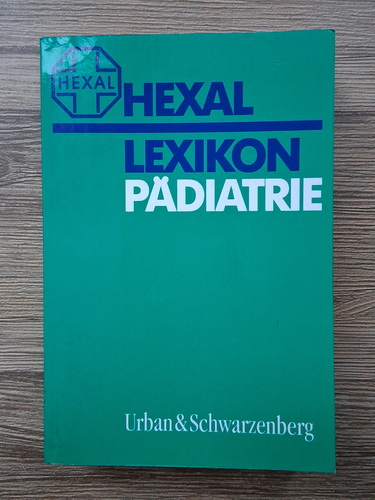 HEXAL
HEXAL
LEXIKON
PÄDIATRIE
Urban & Schwarzenberg